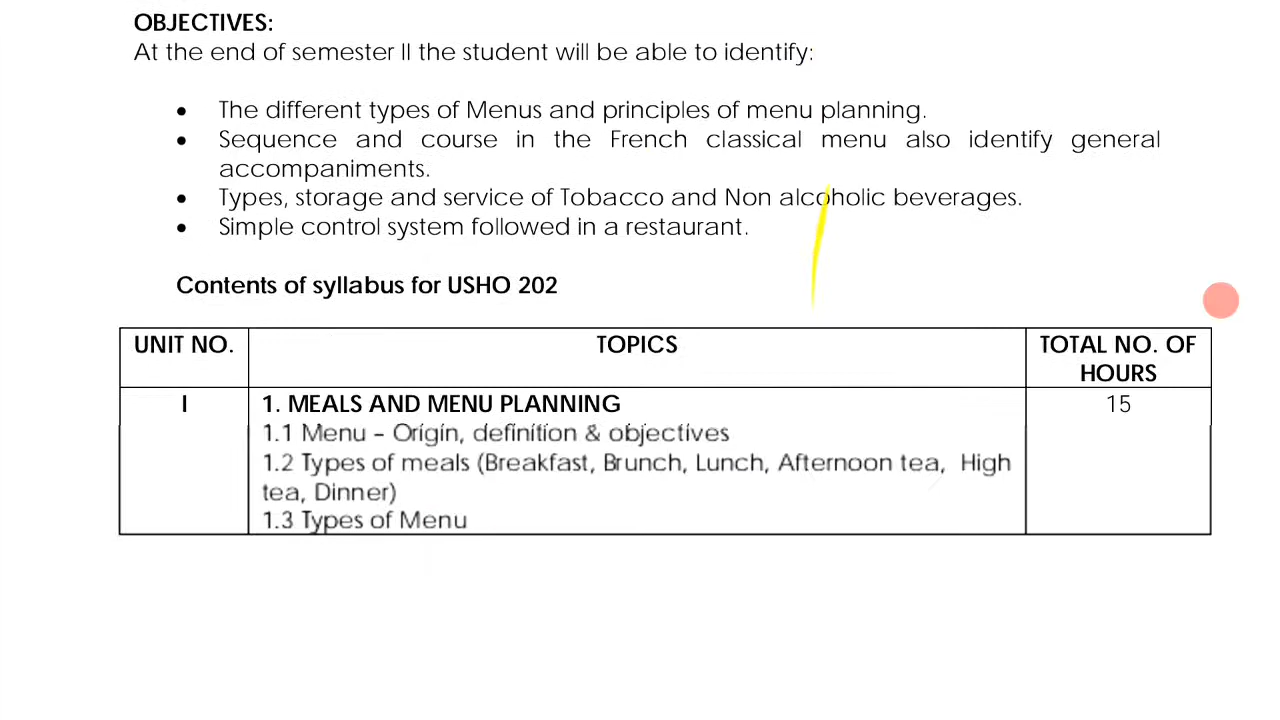 OBJECTIVES:
At the end of semester II the student will be able to identify:
• The different types of Menus and principles of menu planning.
• Sequence and course in the French classical menu also identify general
accompaniments.
• Types, storage and service of Tobacco and Non alcoholic beverages.
• Simple control system followed in a restaurant.
Contents of syllabus for USHO 202
UNIT NO. TOPICS TOTAL NO. OF
HOURS
I 1. MEALS AND MENU PLANNING 15
1.1 Menu – Origin, definition & objectives
1.2 Types of meals (Breakfast, Brunch, Lunch, Afternoon tea, High
tea, Dinner)
1.3 Types of Menu